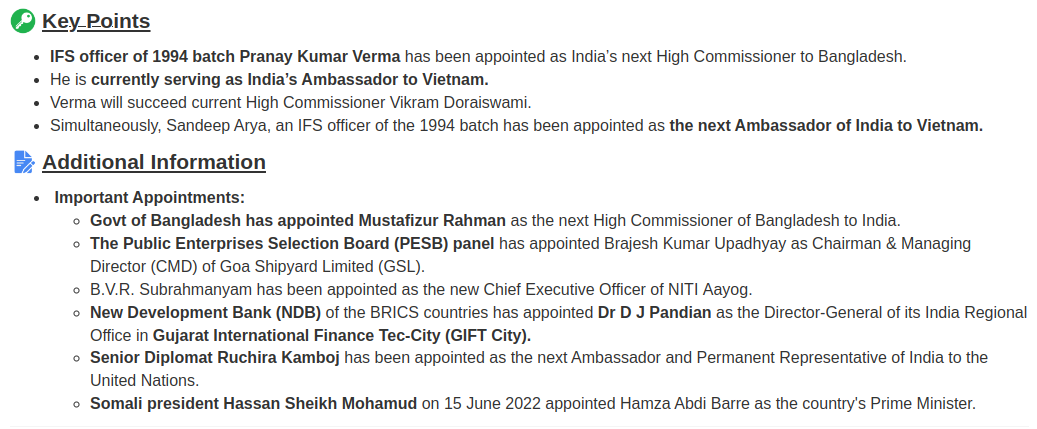 Key Points
• IFS officer of 1994 batch Pranay Kumar Verma has been appointed as India’s next High Commissioner to Bangladesh.
• He is currently serving as India’s Ambassador to Vietnam.
• Verma will succeed current High Commissioner Vikram Doraiswami.
• Simultaneously, Sandeep Arya, an IFS officer of the 1994 batch has been appointed as the next Ambassador of India to Vietnam.
Additional Information
• Important Appointments:
◦ Govt of Bangladesh has appointed Mustafizur Rahman as the next High Commissioner of Bangladesh to India.
◦ The Public Enterprises Selection Board (PESB) panel has appointed Brajesh Kumar Upadhyay as Chairman & Managing
Director (CMD) of Goa Shipyard Limited (GSL).
◦ B.V.R. Subrahmanyam has been appointed as the new Chief Executive Officer of NITI Aayog.
◦ New Development Bank (NDB) of the BRICS countries has appointed Dr D J Pandian as the Director-General of its India Regional
Office in Gujarat International Finance Tec-City (GIFT City).
◦ Senior Diplomat Ruchira Kamboj has been appointed as the next Ambassador and Permanent Representative of India to the
United Nations.
◦ Somali president Hassan Sheikh Mohamud on 15 June 2022 appointed Hamza Abdi Barre as the country's Prime Minister.